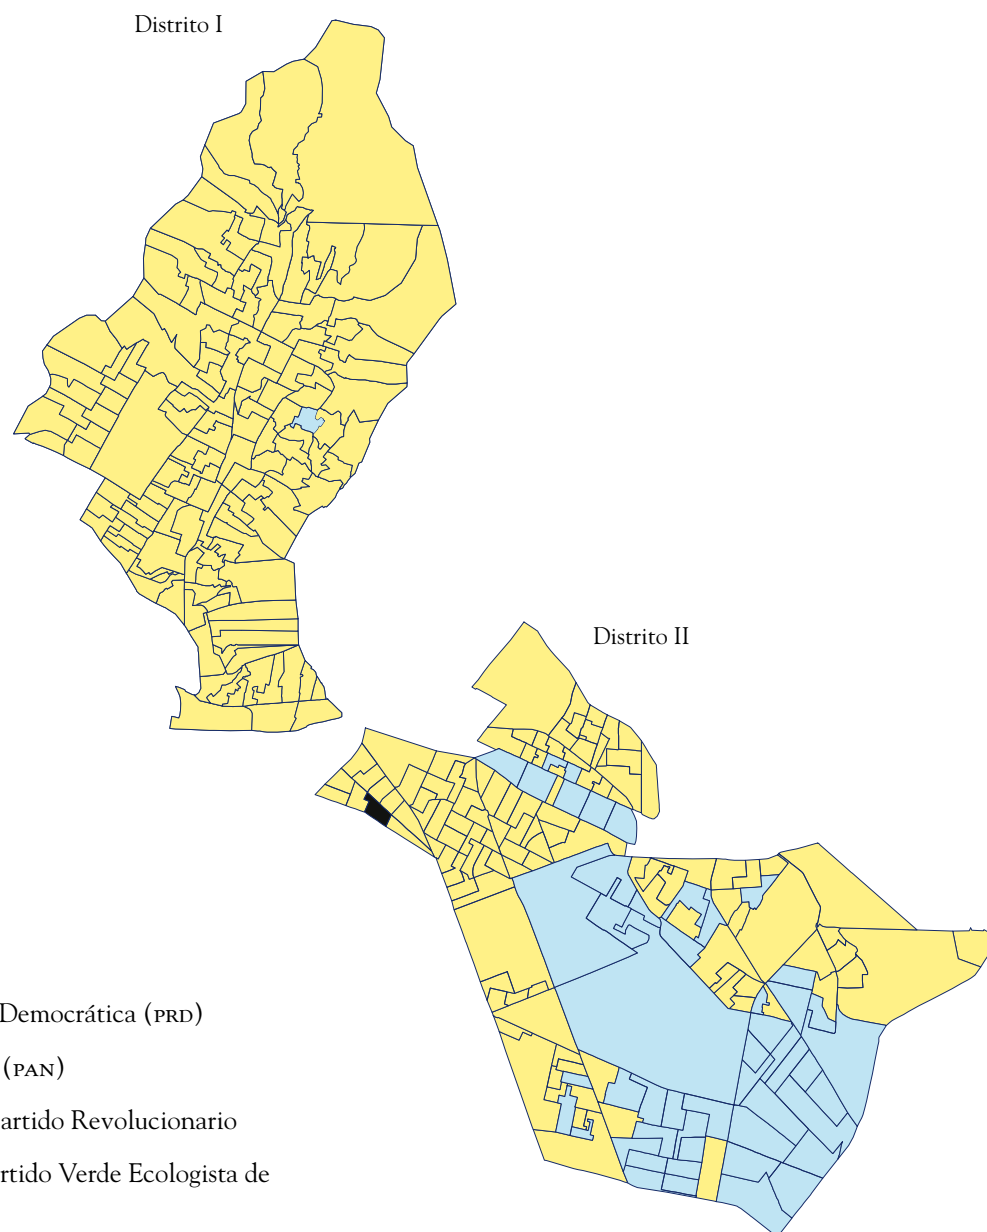 Distrito I
Distrito II
Democrática (PRD)
(PAN)
artido Revolucionario
rtido Verde Ecologista de